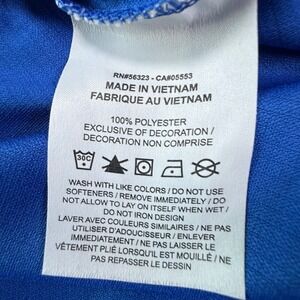 RN#56323 - CA#05553
MADE IN VIETNAM
FABRIQUE AU VIETNAM
100% POLYESTER
EXCLUSIVE OF DECORATION /
DECORATION NON COMPRISE
30C
WASH WITH LIKE COLORS / DO NOT USE
SOFTENERS / REMOVE IMMEDIATELY / DO
NOT ALLOW TO LAY ON ITSELF WHEN WET /
DO NOT IRON DESIGN
LAVER AVEC COULEURS SIMILAIRES / NE PAS
UTILISER D'ADOUCISSEUR / ENLEVER
IMMEDIATEMENT / NE PAS LAISSER LE
VÊTEMENT PLIÉ LORSQU'IL EST MOUILLÉ / NE
PAS REPASSER LE DESSIN